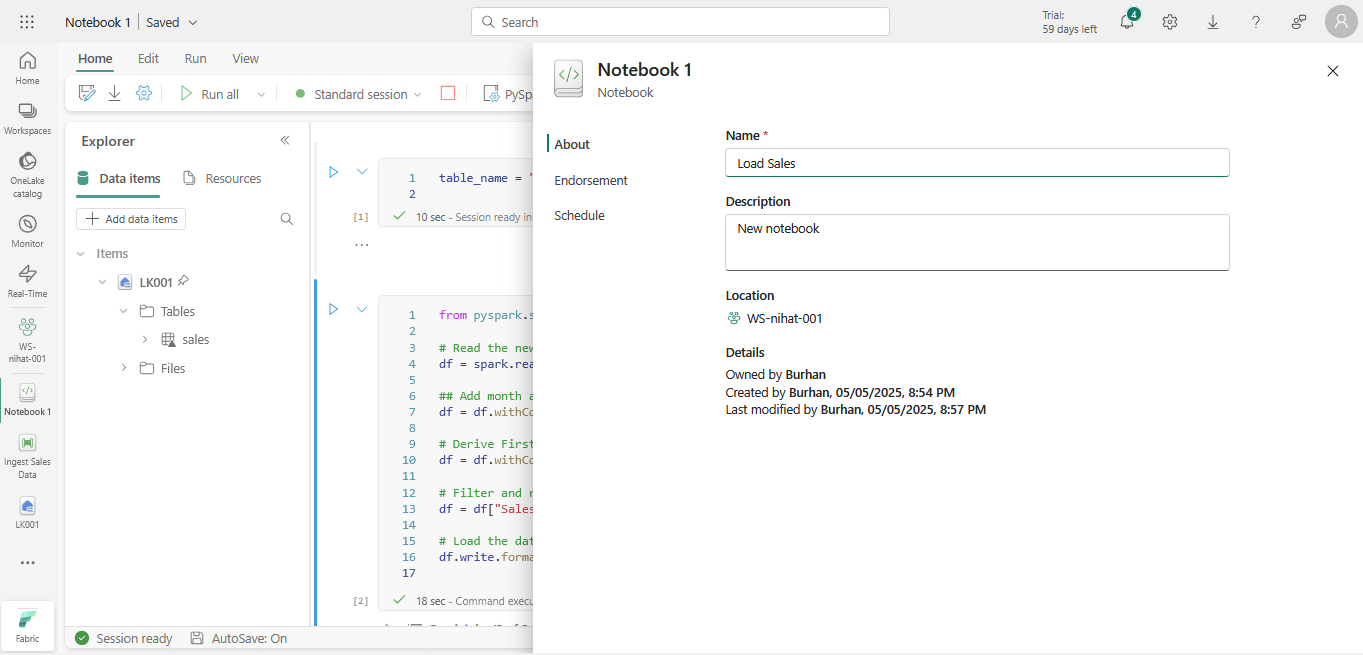 Notebook 1 Saved
Search
Trial:
59 days left
4
Home
Workspaces
OneLake
catalog
Monitor
Real-Time
WS-
nihat-001
Notebook 1
Ingest Sales
Data
LK001
Fabric
Home Edit Run View
Run all Standard session
Explorer
Data items Resources
Add data items
Items
LK001
Tables
sales
Files
1 table_name = "
2
[1] 10 sec - Session ready in
...
1 from pyspark.s
2
3 # Read the new
4 df = spark.rea
5
6 ## Add month a
7 df = df.withCo
8
9 # Derive First
10 df = df.withCo
11
12 # Filter and r
13 df = df["Sales
14
15 # Load the dat
16 df.write.forma
17
[2] 18 sec - Command execu
Session ready AutoSave: On
Notebook 1
Notebook
About
Endorsement
Schedule
Name *
Load Sales
Description
New notebook
Location
WS-nihat-001
Details
Owned by Burhan
Created by Burhan, 05/05/2025, 8:54 PM
Last modified by Burhan, 05/05/2025, 8:57 PM